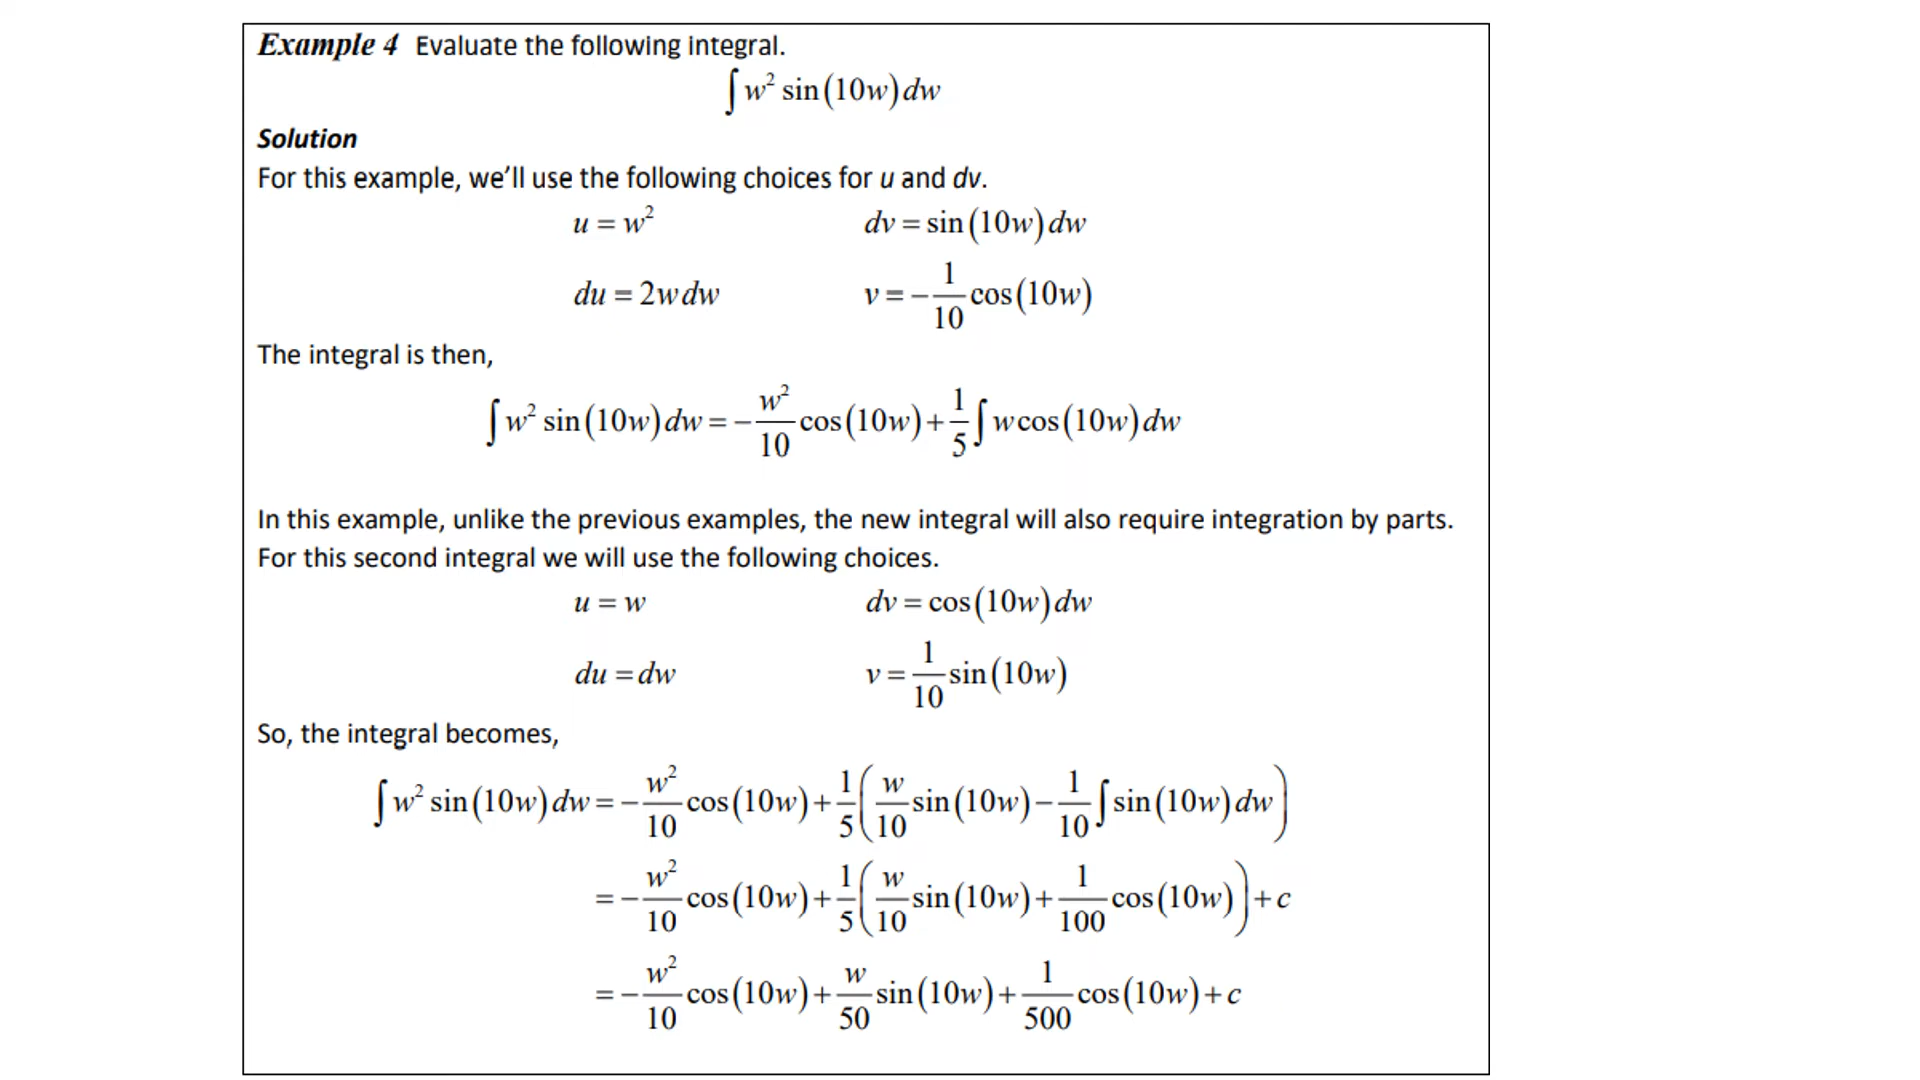 Example 4 Evaluate the following integral.
∫ w² sin(10w) dw
Solution
For this example, we'll use the following choices for u and dv.
u = w² dv = sin(10w) dw
du = 2w dw v = −1/10 cos(10w)
The integral is then,
∫ w² sin(10w) dw = −w²/10 cos(10w) + 1/5 ∫ w cos(10w) dw
In this example, unlike the previous examples, the new integral will also require integration by parts.
For this second integral we will use the following choices.
u = w dv = cos(10w) dw
du = dw v = 1/10 sin(10w)
So, the integral becomes,
∫ w² sin(10w) dw = −w²/10 cos(10w) + 1/5 (w/10 sin(10w) − 1/10 ∫ sin(10w) dw)
= −w²/10 cos(10w) + 1/5 (w/10 sin(10w) + 1/100 cos(10w)) + c
= −w²/10 cos(10w) + w/50 sin(10w) + 1/500 cos(10w) + c